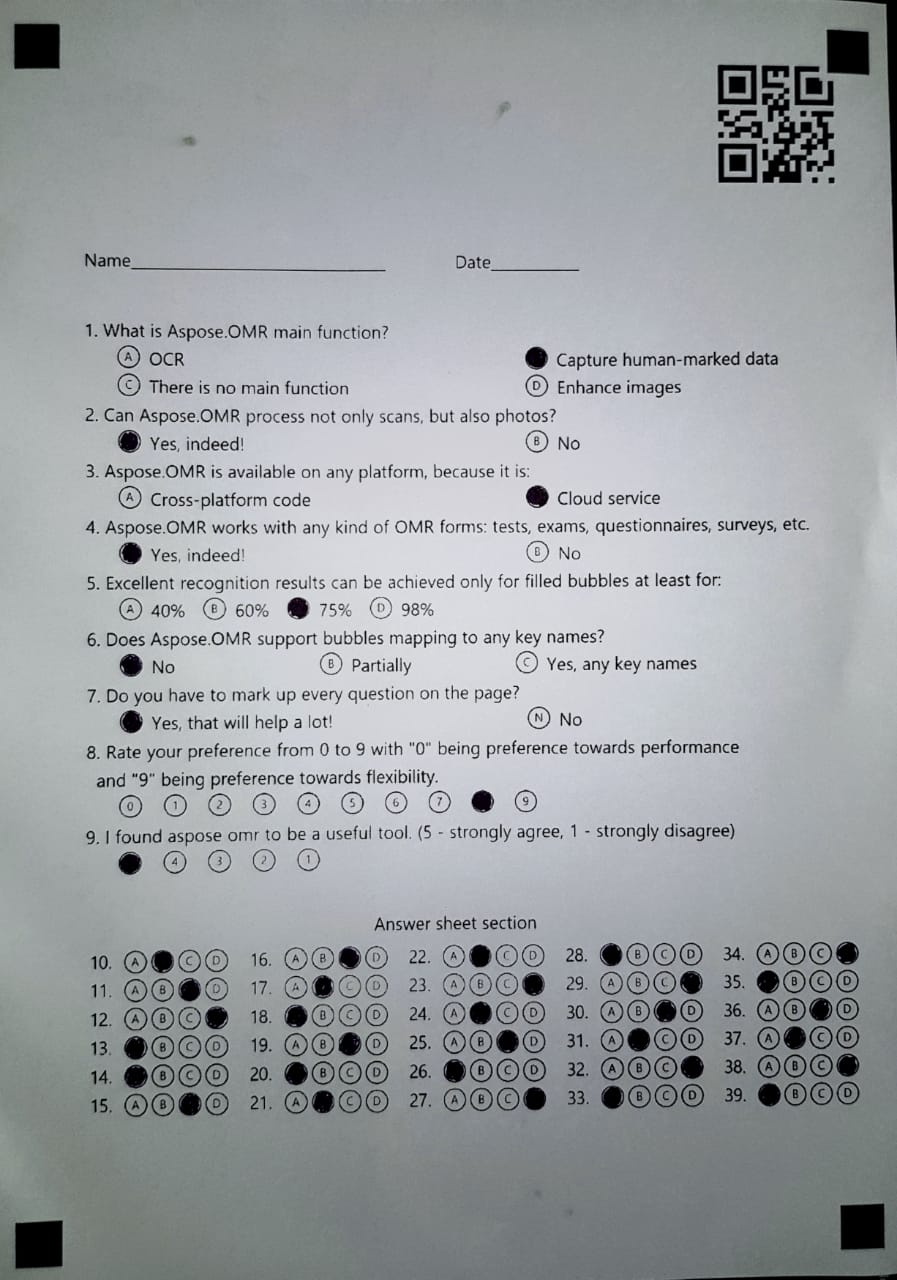 Name____________ Date________
1. What is Aspose.OMR main function?
A OCR Capture human-marked data
C There is no main function D Enhance images
2. Can Aspose.OMR process not only scans, but also photos?
Yes, indeed! B No
3. Aspose.OMR is available on any platform, because it is:
A Cross-platform code Cloud service
4. Aspose.OMR works with any kind of OMR forms: tests, exams, questionnaires, surveys, etc.
Yes, indeed! B No
5. Excellent recognition results can be achieved only for filled bubbles at least for:
A 40% B 60% 75% D 98%
6. Does Aspose.OMR support bubbles mapping to any key names?
No B Partially C Yes, any key names
7. Do you have to mark up every question on the page?
Yes, that will help a lot! N No
8. Rate your preference from 0 to 9 with "0" being preference towards performance
and "9" being preference towards flexibility.
0 1 2 3 4 5 6 7 9
9. I found aspose omr to be a useful tool. (5 - strongly agree, 1 - strongly disagree)
4 3 2 1
Answer sheet section
10. A C D 16. A B D 22. A C D 28. B C D 34. A B C
11. A B D 17. A C D 23. A B C 29. A B C 35. B C D
12. A B C 18. B C D 24. A C D 30. A B D 36. A B D
13. B C D 19. A B D 25. A B D 31. A C D 37. A C D
14. B C D 20. B C D 26. B C D 32. A B C 38. A B C
15. A B D 21. A C D 27. A B C 33. B C D 39. B C D